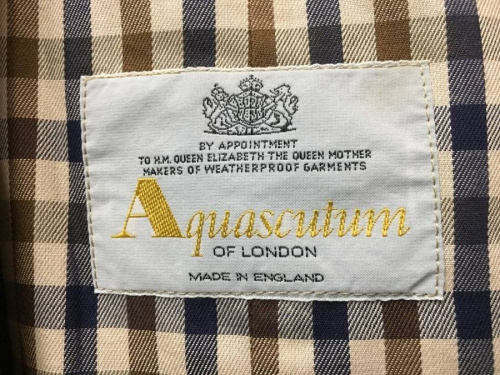 BY APPOINTMENT
TO H.M. QUEEN ELIZABETH THE QUEEN MOTHER
MAKERS OF WEATHERPROOF GARMENTS
Aquascutum
OF LONDON
MADE IN ENGLAND